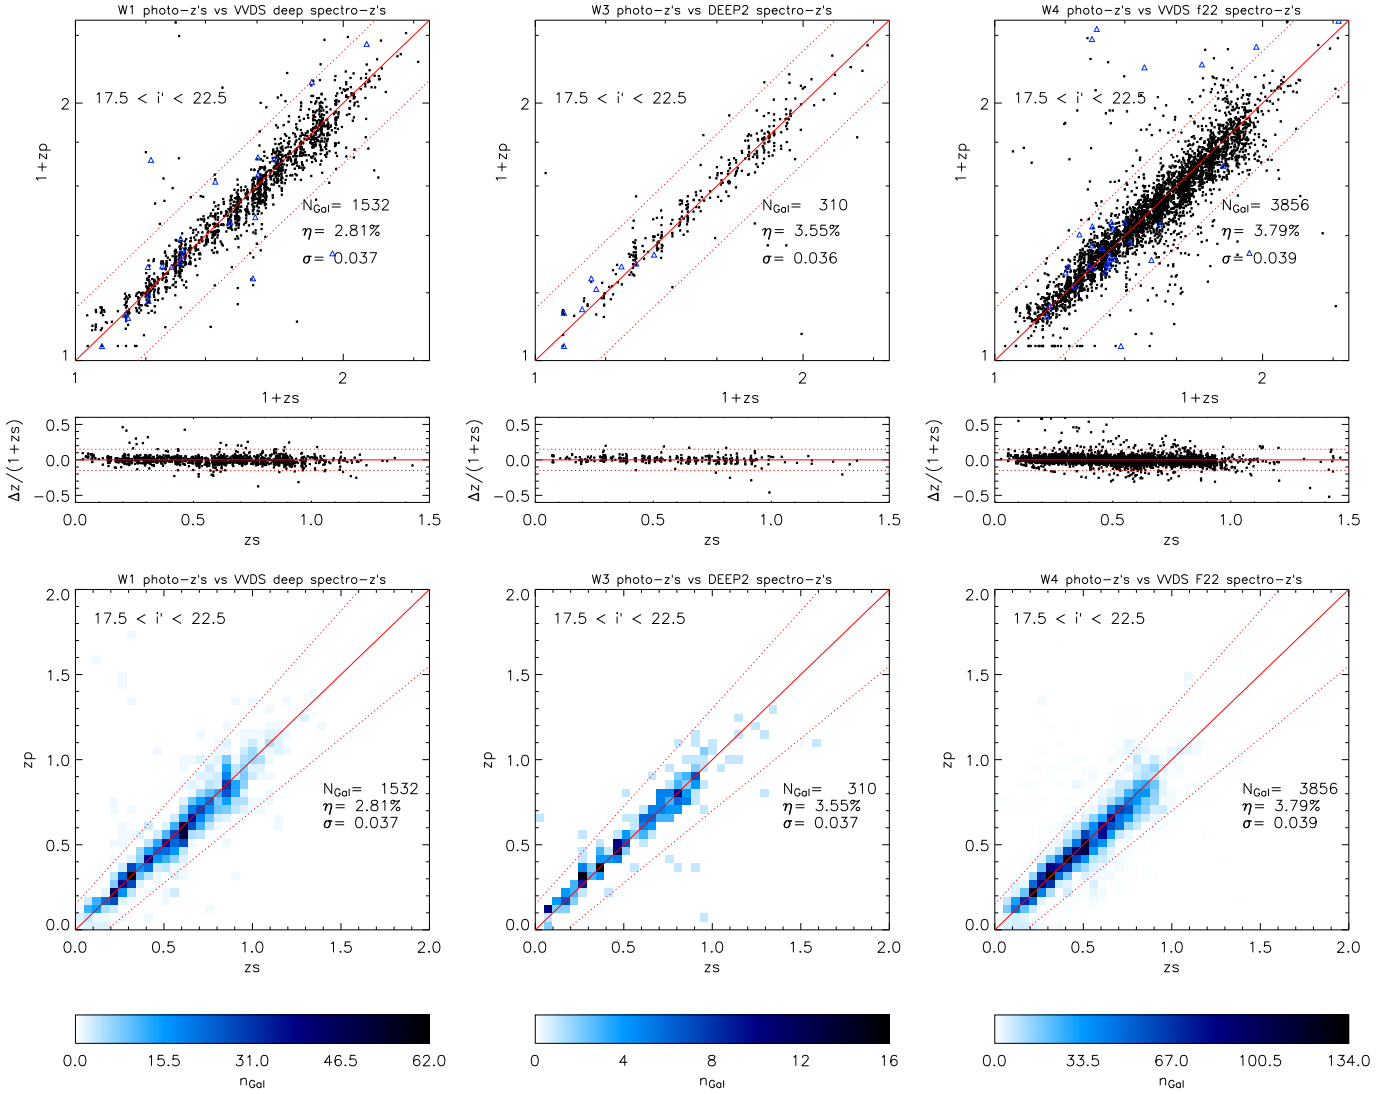 W1 photo-z's vs VVDS deep spectro-z's
W3 photo-z's vs DEEP2 spectro-z's
W4 photo-z's vs VVDS f22 spectro-z's
17.5 < i' < 22.5
17.5 < i' < 22.5
17.5 < i' < 22.5
2
2
2
1+zp
1+zp
1+zp
N_Gal= 1532
η= 2.81%
σ= 0.037
N_Gal= 310
η= 3.55%
σ= 0.036
N_Gal= 3856
η= 3.79%
σ= 0.039
1
1
1
1 2
1 2
1 2
1+zs
1+zs
1+zs
Δz/(1+zs)
0.5
0.0
−0.5
Δz/(1+zs)
0.5
0.0
−0.5
Δz/(1+zs)
0.5
0.0
−0.5
0.0 0.5 1.0 1.5
0.0 0.5 1.0 1.5
0.0 0.5 1.0 1.5
zs
zs
zs
W1 photo-z's vs VVDS deep spectro-z's
W3 photo-z's vs DEEP2 spectro-z's
W4 photo-z's vs VVDS F22 spectro-z's
17.5 < i' < 22.5
17.5 < i' < 22.5
17.5 < i' < 22.5
2.0
1.5
1.0
0.5
0.0
zp
2.0
1.5
1.0
0.5
0.0
zp
2.0
1.5
1.0
0.5
0.0
zp
N_Gal= 1532
η= 2.81%
σ= 0.037
N_Gal= 310
η= 3.55%
σ= 0.037
N_Gal= 3856
η= 3.79%
σ= 0.039
0.0 0.5 1.0 1.5 2.0
0.0 0.5 1.0 1.5 2.0
0.0 0.5 1.0 1.5 2.0
zs
zs
zs
0.0 15.5 31.0 46.5 62.0
0 4 8 12 16
0.0 33.5 67.0 100.5 134.0
n_Gal
n_Gal
n_Gal